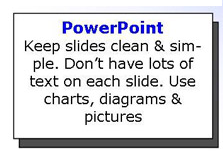 PowerPoint
Keep slides clean & sim-
ple. Don't have lots of
text on each slide. Use
charts, diagrams &
pictures